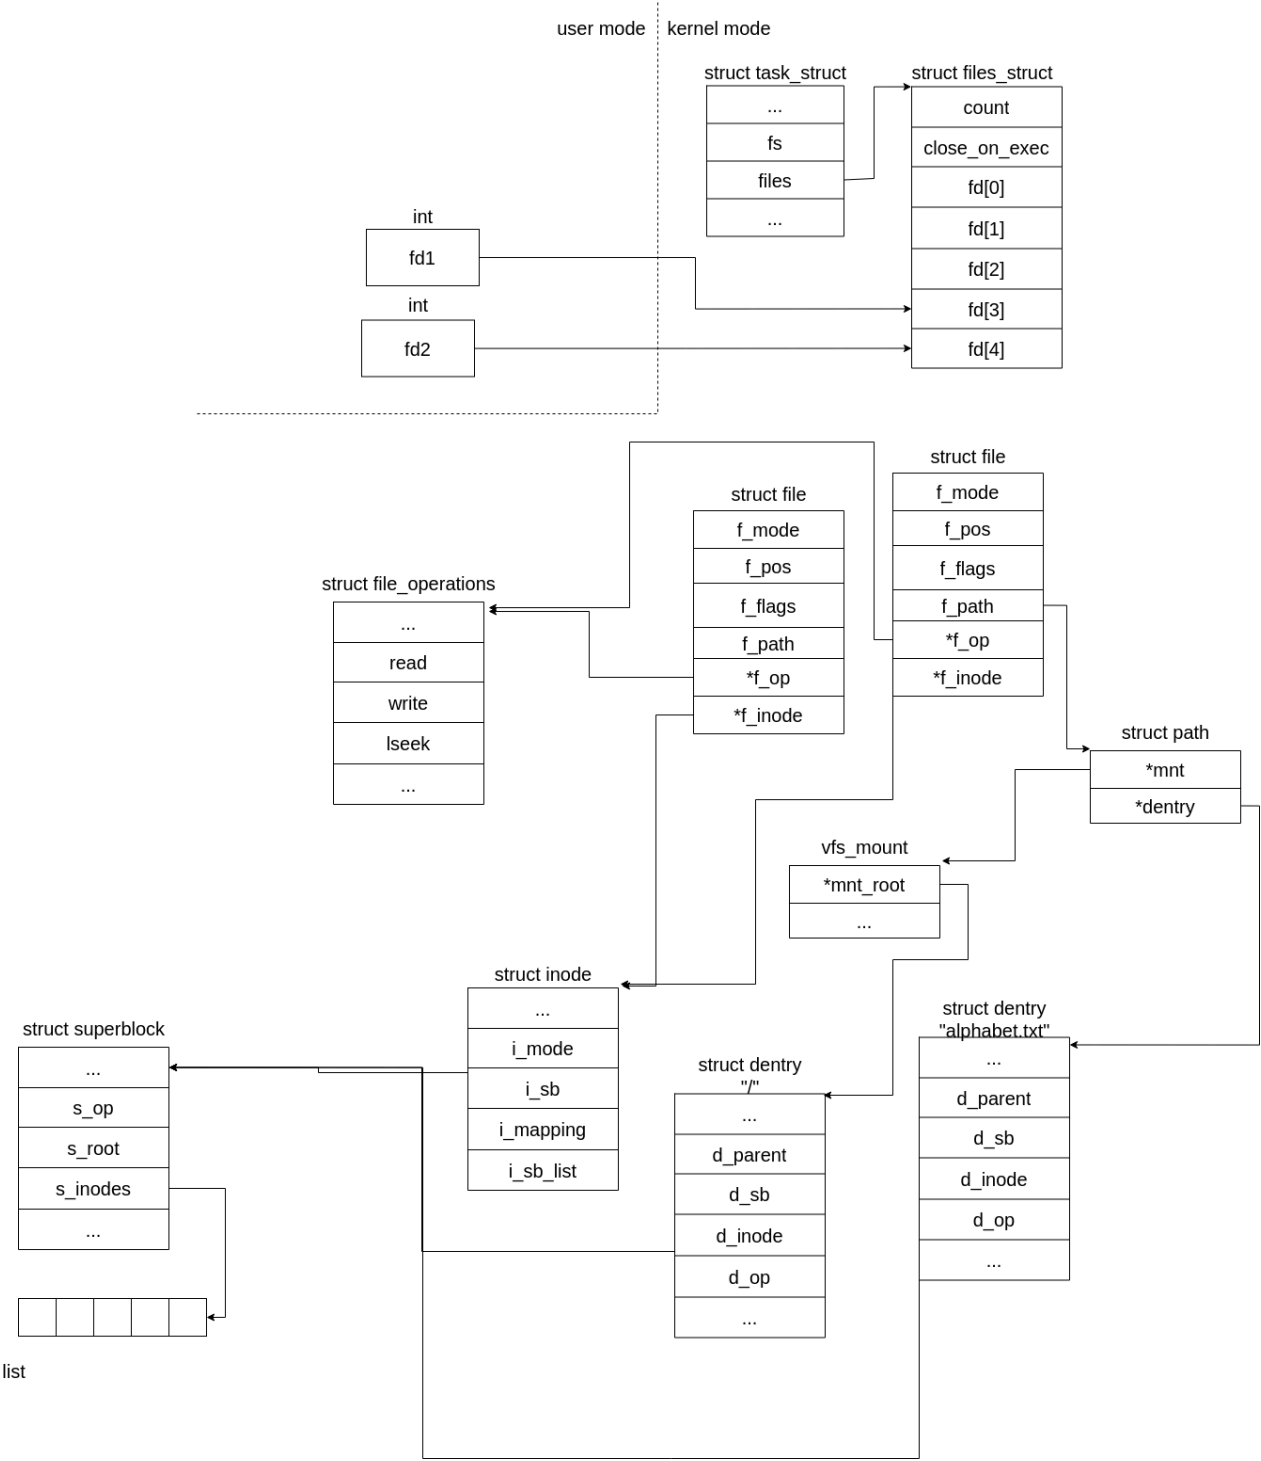 user mode
kernel mode
struct task_struct
...
fs
files
...
struct files_struct
count
close_on_exec
fd[0]
fd[1]
fd[2]
fd[3]
fd[4]
int
fd1
int
fd2
struct file
f_mode
f_pos
f_flags
f_path
*f_op
*f_inode
struct file
f_mode
f_pos
f_flags
f_path
*f_op
*f_inode
struct file_operations
...
read
write
lseek
...
struct path
*mnt
*dentry
vfs_mount
*mnt_root
...
struct inode
...
i_mode
i_sb
i_mapping
i_sb_list
struct superblock
...
s_op
s_root
s_inodes
...
list
struct dentry
"/"
...
d_parent
d_sb
d_inode
d_op
...
struct dentry
"alphabet.txt"
...
d_parent
d_sb
d_inode
d_op
...